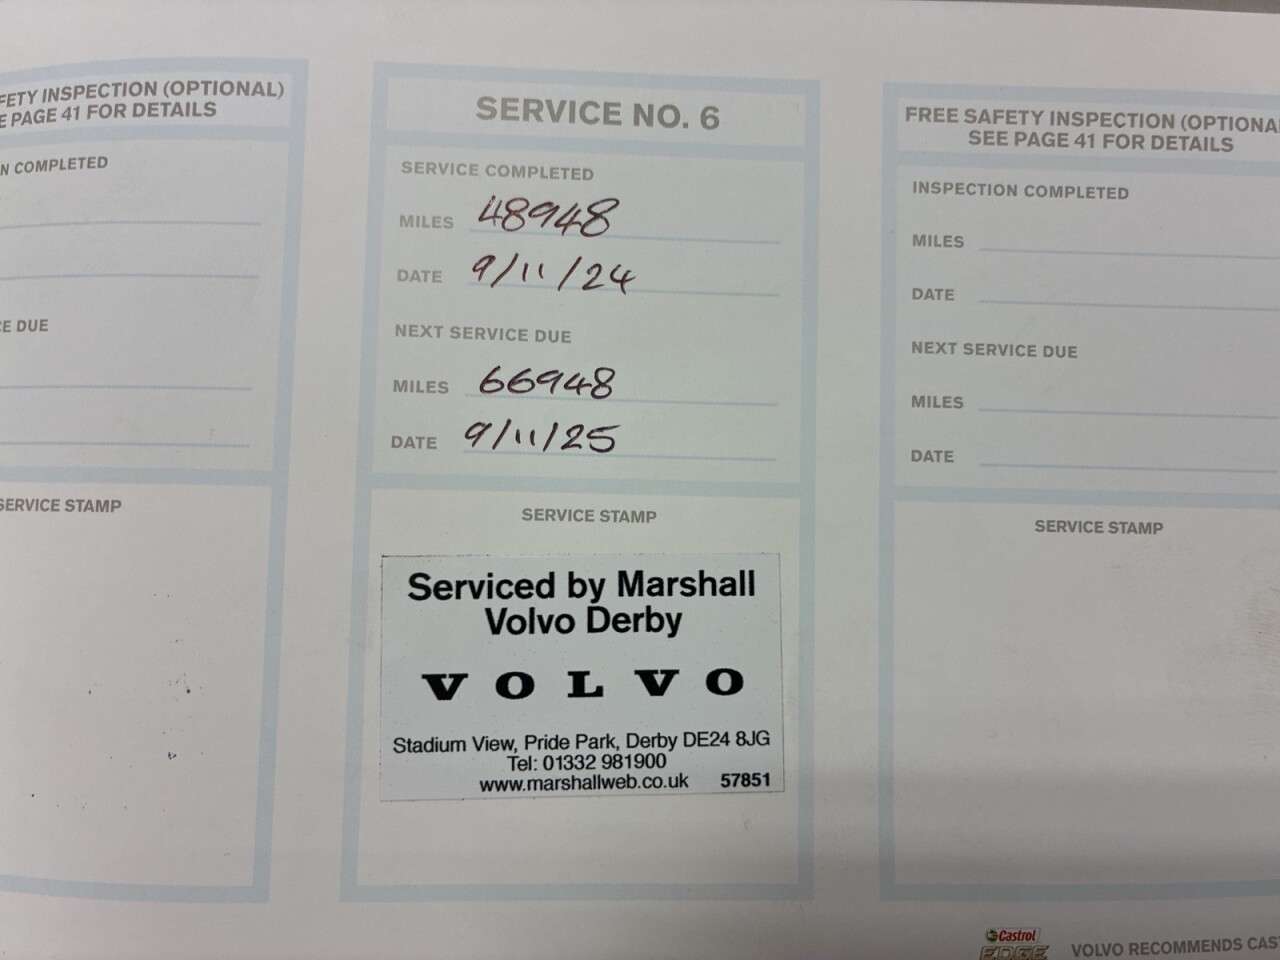 FETY INSPECTION (OPTIONAL)
E PAGE 41 FOR DETAILS
N COMPLETED
E DUE
SERVICE STAMP
SERVICE NO. 6
SERVICE COMPLETED
MILES 48948
DATE 9/11/24
NEXT SERVICE DUE
MILES 66948
DATE 9/11/25
SERVICE STAMP
Serviced by Marshall
Volvo Derby
VOLVO
Stadium View, Pride Park, Derby DE24 8JG
Tel: 01332 981900
www.marshallweb.co.uk 57851
FREE SAFETY INSPECTION (OPTIONA
SEE PAGE 41 FOR DETAILS
INSPECTION COMPLETED
MILES
DATE
NEXT SERVICE DUE
MILES
DATE
SERVICE STAMP
Castrol
EDGE
VOLVO RECOMMENDS CAS